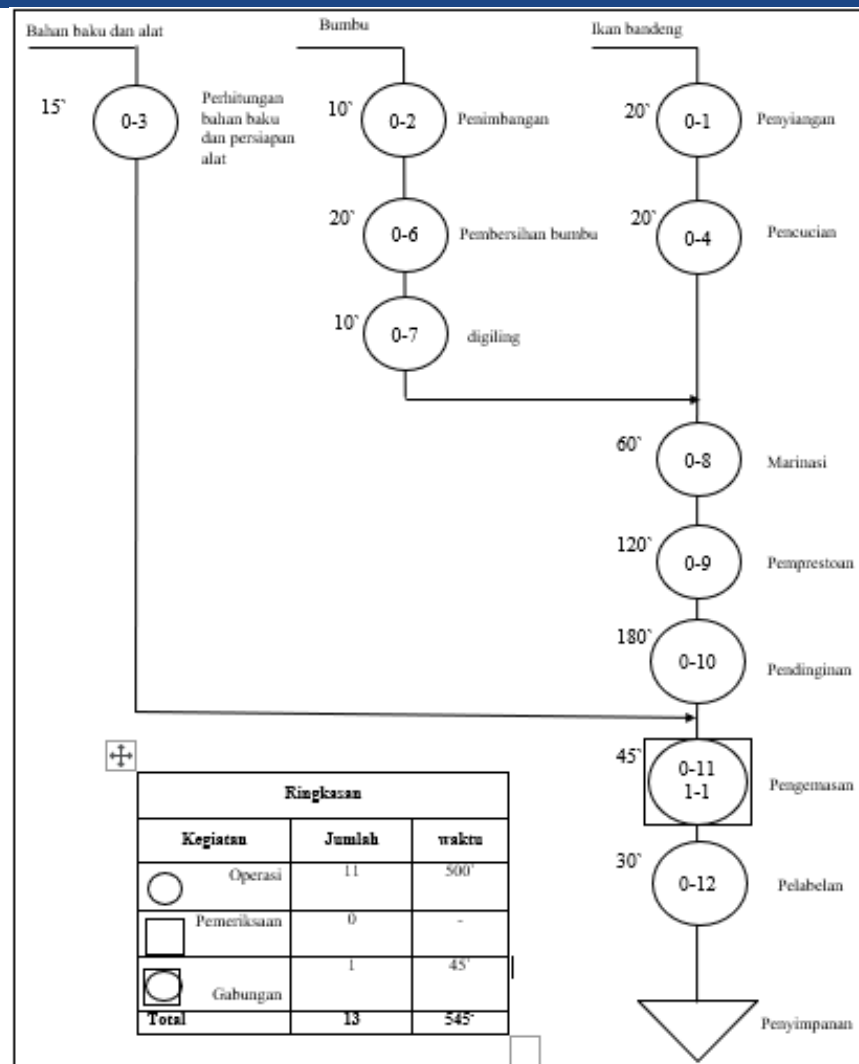 Bahan baku dan alat
15`
0-3
Perhitungan
bahan baku
dan persiapan
alat
Bumbu
10`
0-2
Penimbangan
20`
0-6
Pembersihan bumbu
10`
0-7
digiling
Ikan bandeng
20`
0-1
Penyiangan
20`
0-4
Pencucian
60`
0-8
Marinasi
120`
0-9
Pemprestoan
180`
0-10
Pendinginan
45`
0-11
1-1
Pengemasan
30`
0-12
Pelabelan
Penyimpanan
Ringkasan
Kegiatan Jumlah waktu
Operasi 11 500`
Pemeriksaan 0 -
Gabungan 1 45`
Total 13 545`